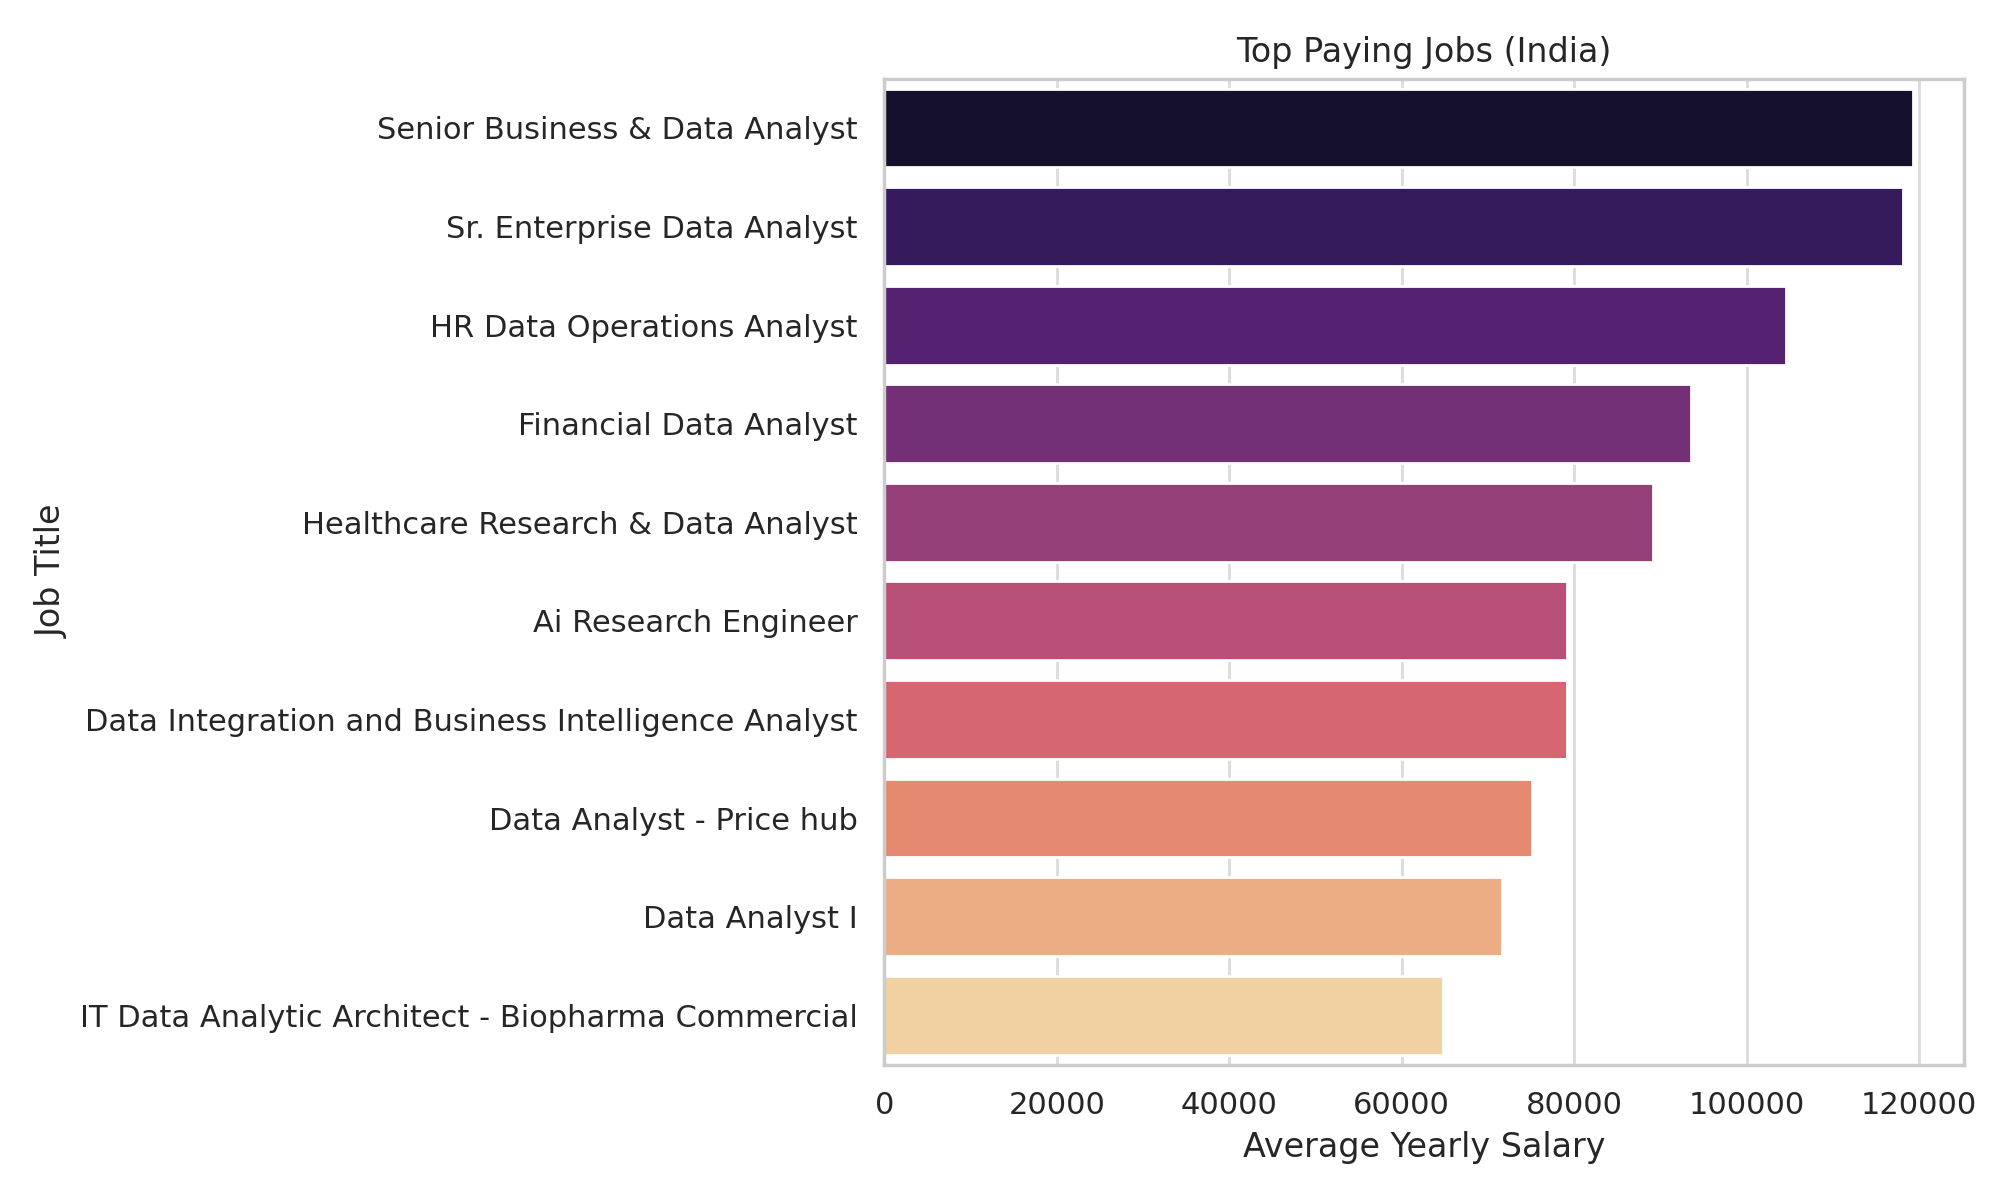 Top Paying Jobs (India)
Senior Business & Data Analyst
Sr. Enterprise Data Analyst
HR Data Operations Analyst
Financial Data Analyst
Healthcare Research & Data Analyst
Ai Research Engineer
Data Integration and Business Intelligence Analyst
Data Analyst - Price hub
Data Analyst I
IT Data Analytic Architect - Biopharma Commercial
Job Title
0 20000 40000 60000 80000 100000 120000
Average Yearly Salary